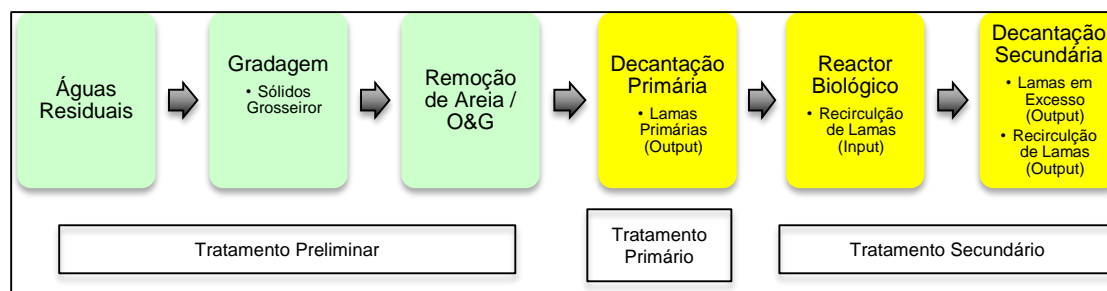 Águas
Residuais
Gradagem
• Sólidos
Grosseiror
Remoção
de Areia /
O&G
Decantação
Primária
• Lamas
Primárias
(Output)
Reactor
Biológico
• Recirculção
de Lamas
(Input)
Decantação
Secundária
• Lamas em
Excesso
(Output)
• Recirculção
de Lamas
(Output)
Tratamento Preliminar
Tratamento
Primário
Tratamento Secundário